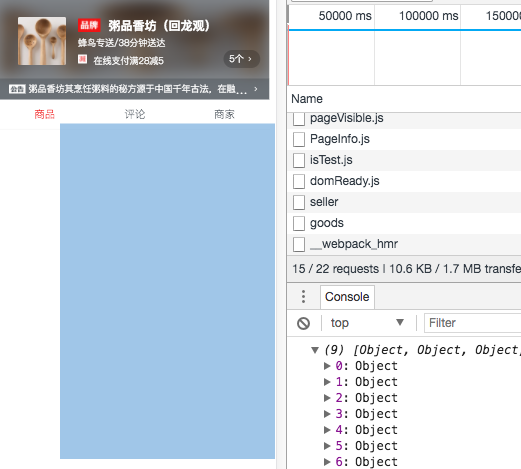 品牌 粥品香坊（回龙观）
蜂鸟专送/38分钟送达
减 在线支付满28减5
5个 >
公告 粥品香坊其烹饪粥料的秘方源于中国千年古法，在融... >
商品 评论 商家
50000 ms 100000 ms 15000
Name
pageVisible.js
PageInfo.js
isTest.js
domReady.js
seller
goods
__webpack_hmr
15 / 22 requests | 10.6 KB / 1.7 MB transfe
Console
top Filter
(9) [Object, Object, Object,
0: Object
1: Object
2: Object
3: Object
4: Object
5: Object
6: Object